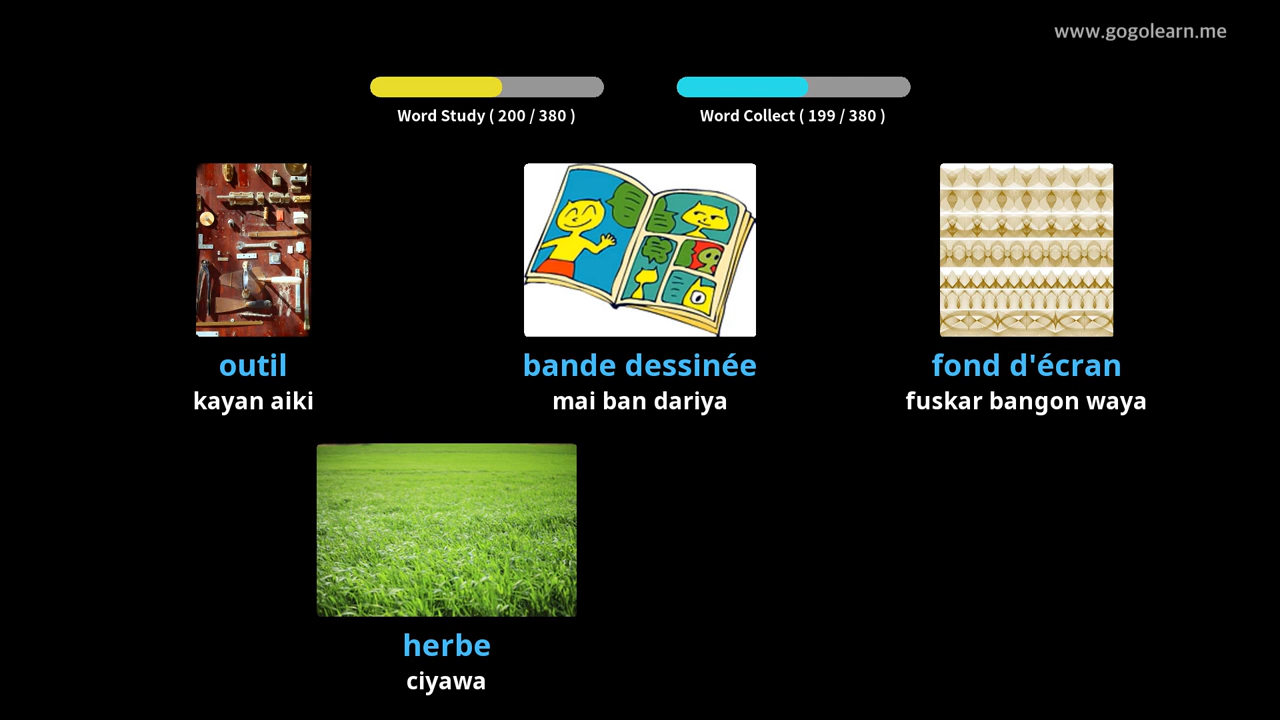 www.gogolearn.me
Word Study ( 200 / 380 )
Word Collect ( 199 / 380 )
outil
kayan aiki
bande dessinée
mai ban dariya
fond d'écran
fuskar bangon waya
herbe
ciyawa